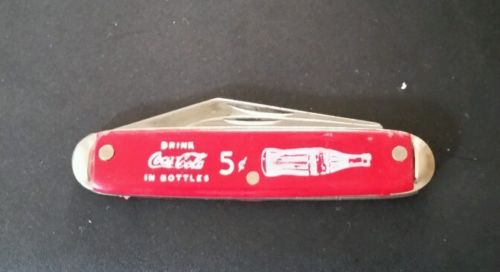 DRINK
Coca-Cola 5¢
IN BOTTLES